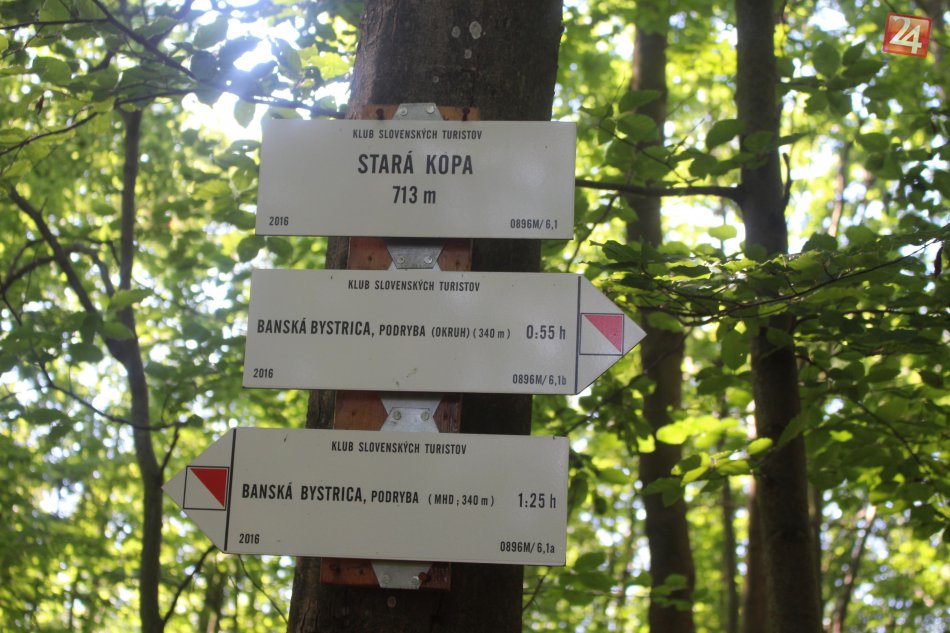 24
KLUB SLOVENSKÝCH TURISTOV
STARÁ KOPA
713 m
2016 0896M/6,1
KLUB SLOVENSKÝCH TURISTOV
BANSKÁ BYSTRICA, PODRYBA (OKRUH) (340 m) 0:55 h
2016 0896M/6,1b
KLUB SLOVENSKÝCH TURISTOV
BANSKÁ BYSTRICA, PODRYBA (MHD; 340 m) 1:25 h
2016 0896M/6,1a